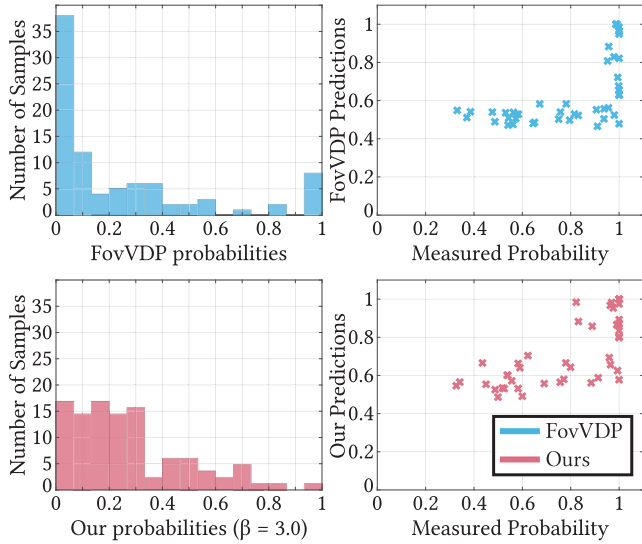 Number of Samples
35
30
25
20
15
10
5
0
0 0.2 0.4 0.6 0.8 1
FovVDP probabilities
FovVDP Predictions
1
0.8
0.6
0.4
0.2
0
0 0.2 0.4 0.6 0.8 1
Measured Probability
Number of Samples
35
30
25
20
15
10
5
0
0 0.2 0.4 0.6 0.8 1
Our probabilities (β = 3.0)
Our Predictions
1
0.8
0.6
0.4
0.2
0
0 0.2 0.4 0.6 0.8 1
Measured Probability
FovVDP
Ours